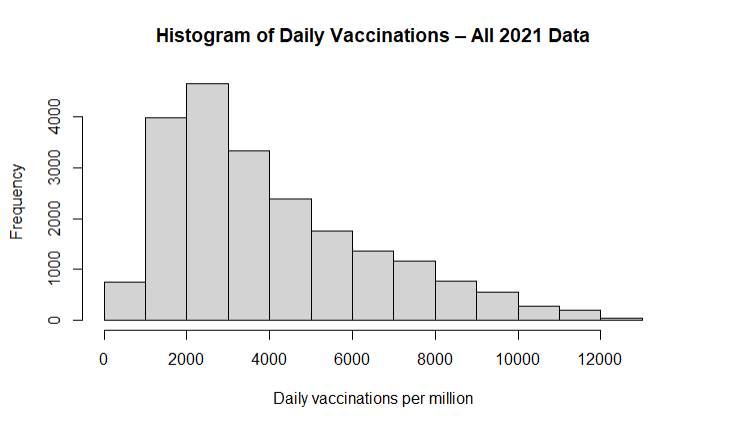 Histogram of Daily Vaccinations – All 2021 Data
Frequency
4000
3000
2000
1000
0
0 2000 4000 6000 8000 10000 12000
Daily vaccinations per million